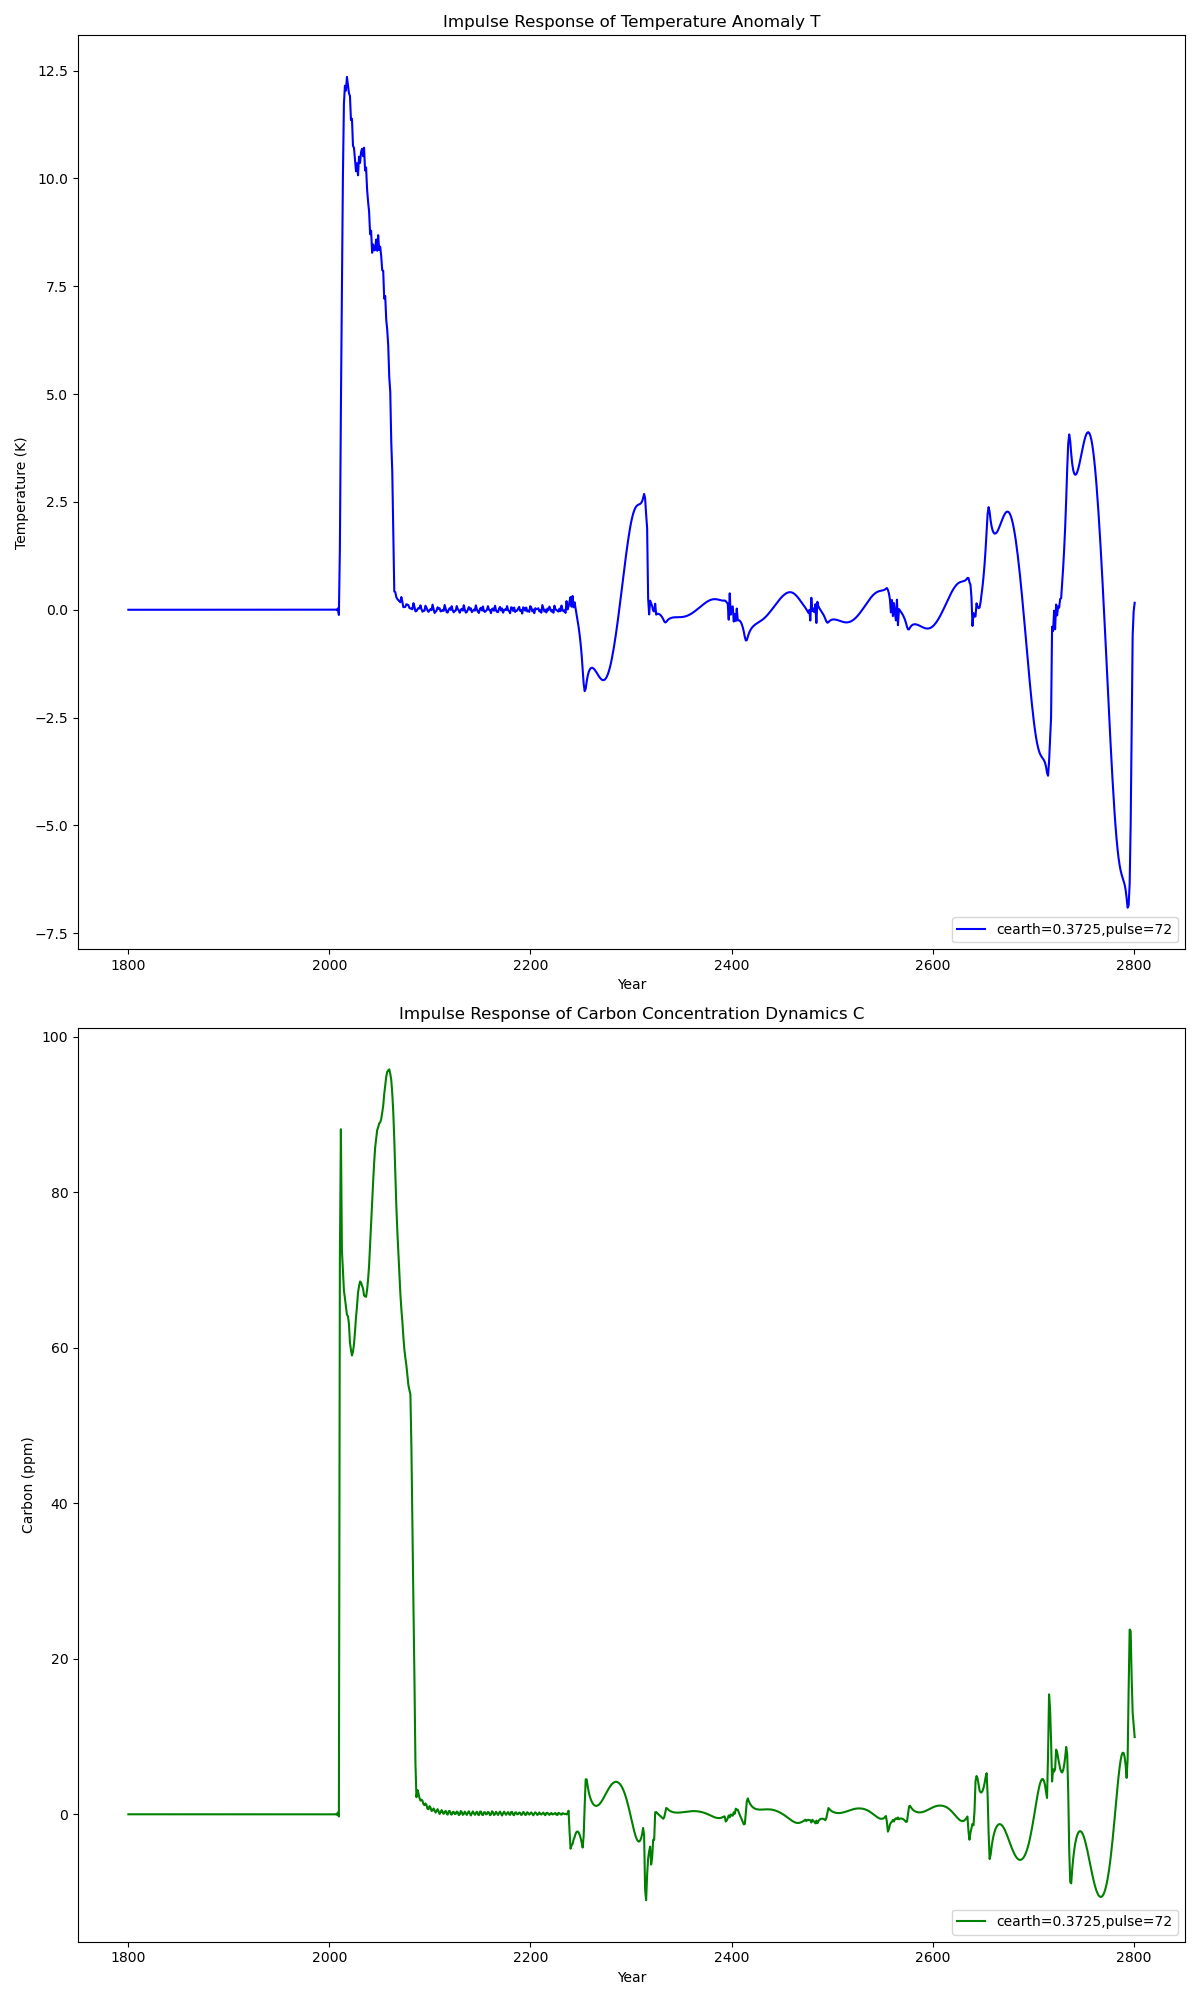 Impulse Response of Temperature Anomaly T
12.5
10.0
7.5
5.0
2.5
0.0
−2.5
−5.0
−7.5
Temperature (K)
cearth=0.3725,pulse=72
1800 2000 2200 2400 2600 2800
Year
Impulse Response of Carbon Concentration Dynamics C
100
80
60
40
20
0
Carbon (ppm)
cearth=0.3725,pulse=72
1800 2000 2200 2400 2600 2800
Year